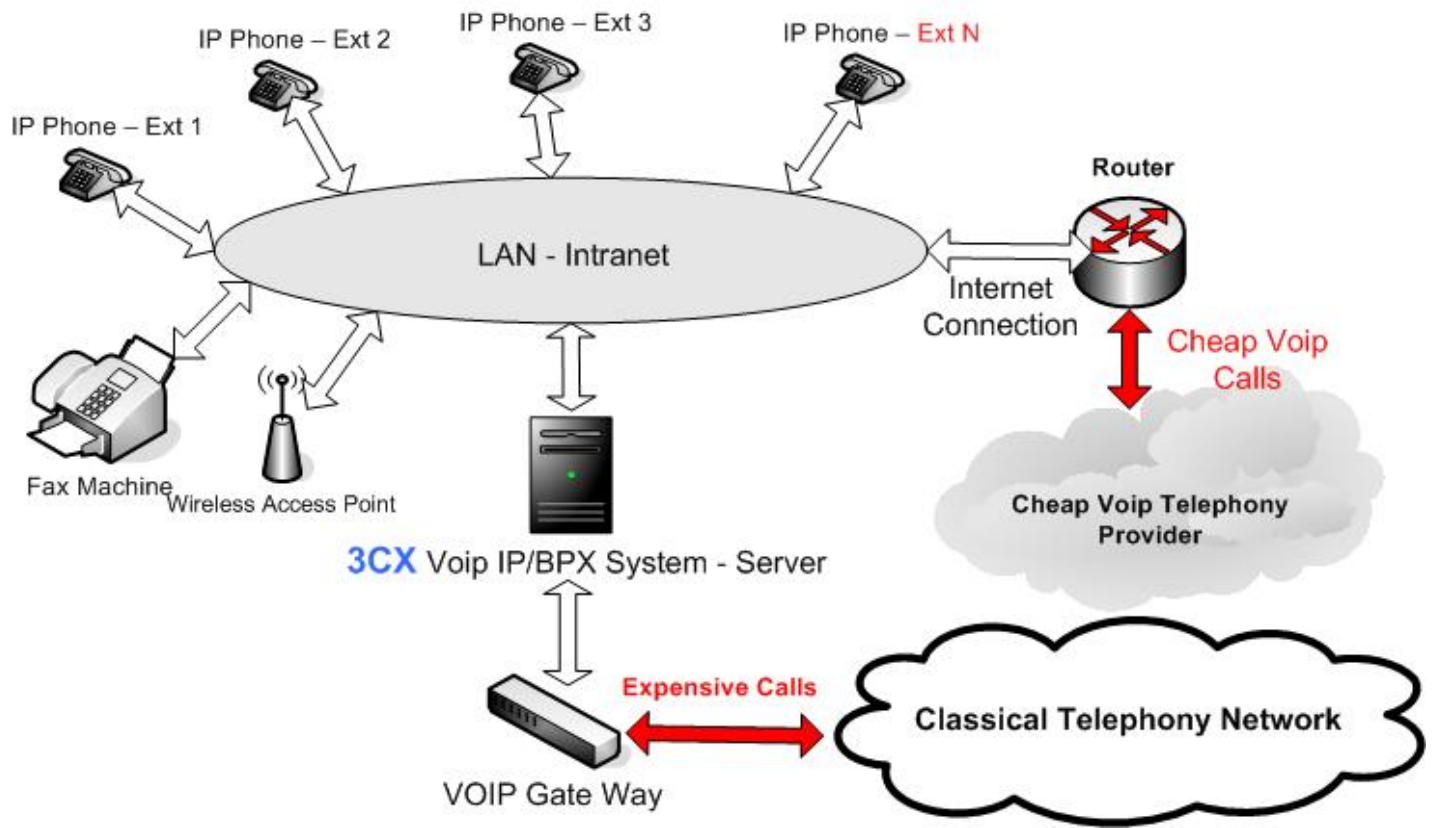 IP Phone – Ext 1
IP Phone – Ext 2
IP Phone – Ext 3
IP Phone – Ext N
Router
LAN - Intranet
Internet
Connection
Cheap Voip
Calls
Fax Machine
Wireless Access Point
Cheap Voip Telephony
Provider
3CX Voip IP/BPX System - Server
Expensive Calls
Classical Telephony Network
VOIP Gate Way